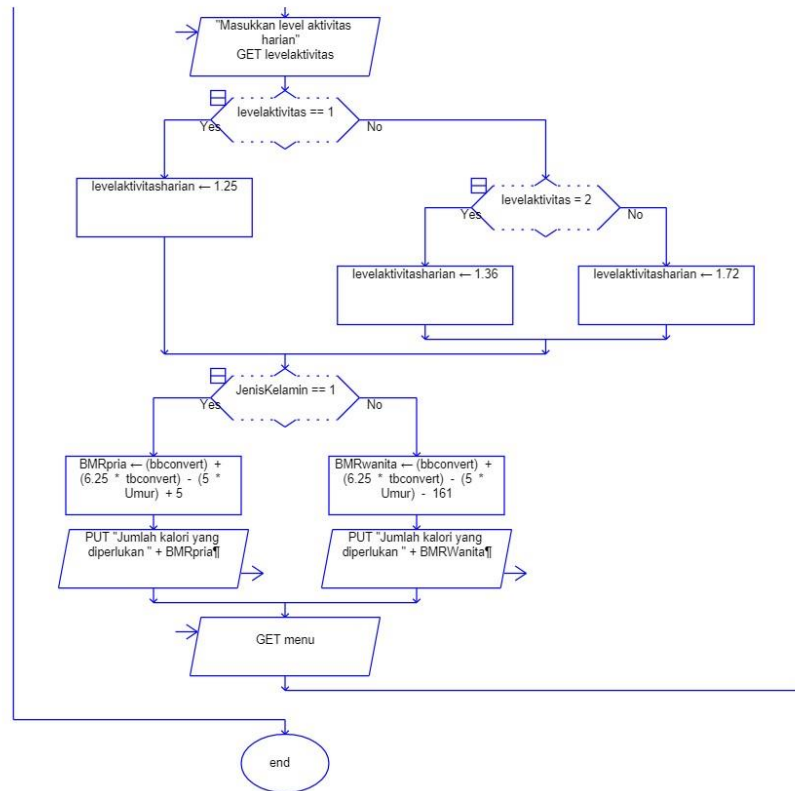 "Masukkan level aktivitas
harian"
GET levelaktivitas
levelaktivitas == 1
Yes
No
levelaktivitasharian ← 1.25
levelaktivitas = 2
Yes
No
levelaktivitasharian ← 1.36
levelaktivitasharian ← 1.72
JenisKelamin == 1
Yes
No
BMRpria ← (bbconvert) +
(6.25 * tbconvert) - (5 *
Umur) + 5
BMRwanita ← (bbconvert) +
(6.25 * tbconvert) - (5 *
Umur) - 161
PUT "Jumlah kalori yang
diperlukan " + BMRpria¶
PUT "Jumlah kalori yang
diperlukan " + BMRWanita¶
GET menu
end